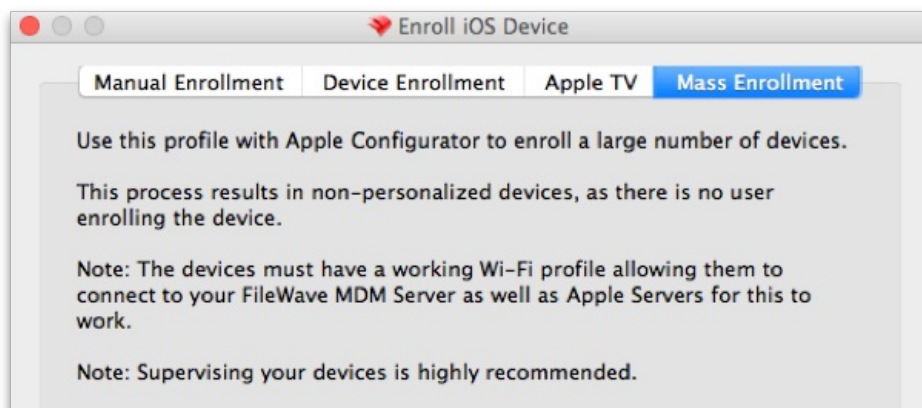 Enroll iOS Device
Manual Enrollment Device Enrollment Apple TV Mass Enrollment
Use this profile with Apple Configurator to enroll a large number of devices.
This process results in non-personalized devices, as there is no user
enrolling the device.
Note: The devices must have a working Wi-Fi profile allowing them to
connect to your FileWave MDM Server as well as Apple Servers for this to
work.
Note: Supervising your devices is highly recommended.